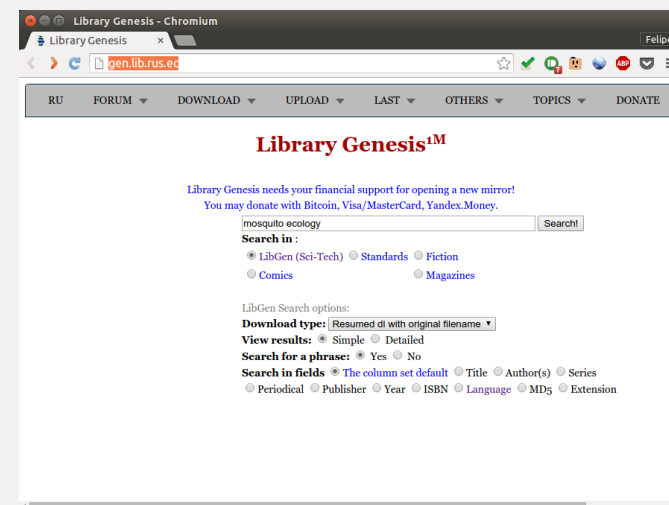 Library Genesis - Chromium
Library Genesis ×
Felipe
gen.lib.rus.ec
7
ABP
RU FORUM DOWNLOAD UPLOAD LAST OTHERS TOPICS DONATE
Library Genesis1M
Library Genesis needs your financial support for opening a new mirror!
You may donate with Bitcoin, Visa/MasterCard, Yandex.Money.
mosquito ecology Search!
Search in :
LibGen (Sci-Tech) Standards Fiction
Comics Magazines
LibGen Search options:
Download type: Resumed dl with original filename
View results: Simple Detailed
Search for a phrase: Yes No
Search in fields The column set default Title Author(s) Series
Periodical Publisher Year ISBN Language MD5 Extension